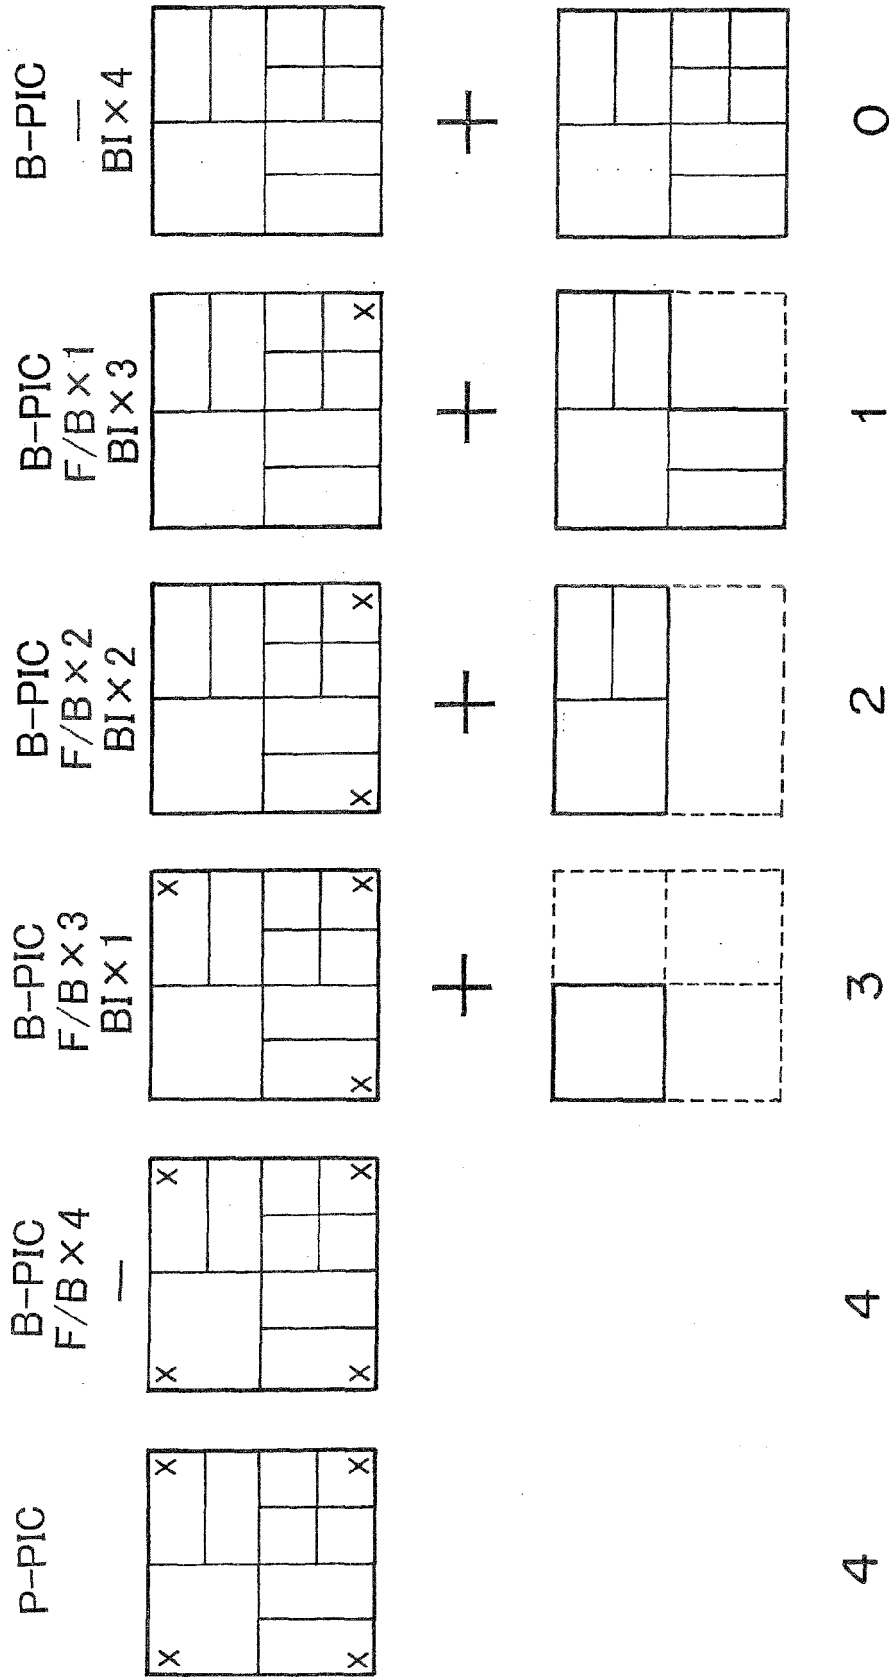 P-PIC
B-PIC
F/B×4
—
B-PIC
F/B×3
BI×1
B-PIC
F/B×2
BI×2
B-PIC
F/B×1
BI×3
B-PIC
—
BI×4
X X X X
X X X X
X X X
X X
X
+ + + +
4 4 3 2 1 0